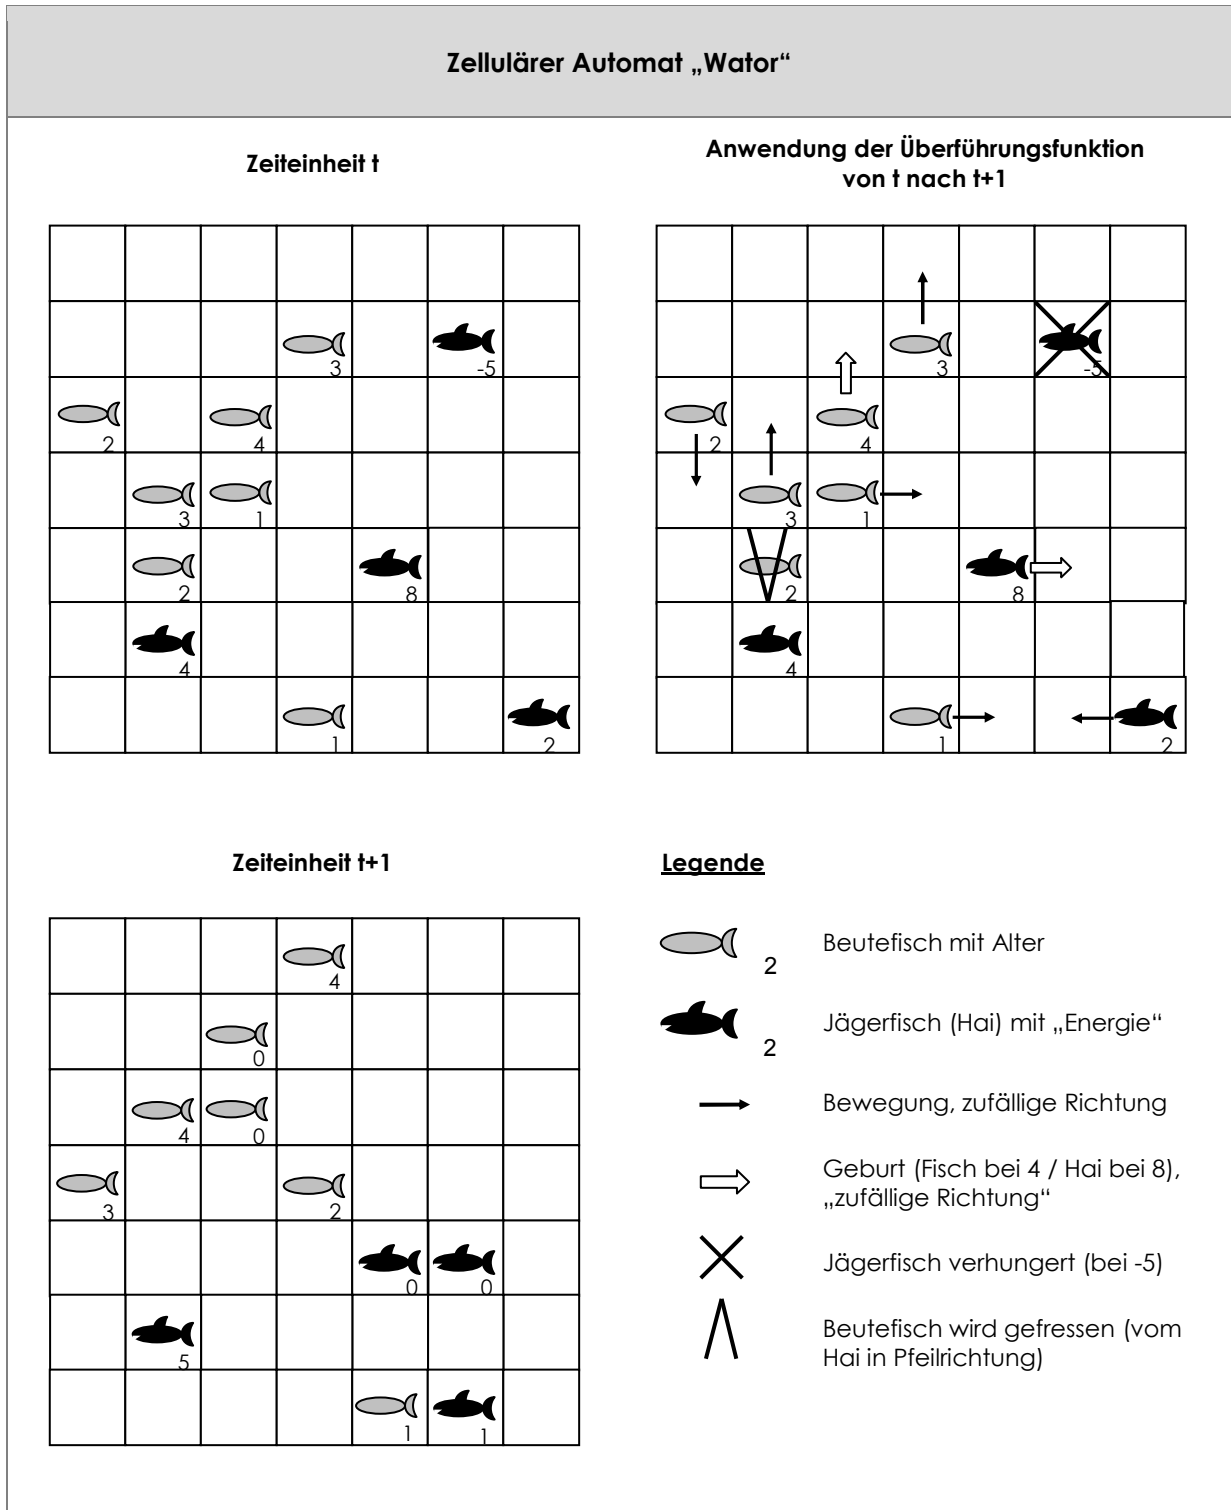 Zellulärer Automat „Wator“
Zeiteinheit t
Anwendung der Überführungsfunktion
von t nach t+1
3
-5
2
4
3
1
2
8
4
1
2
3
-5
2
4
3
1
2
8
4
1
2
Zeiteinheit t+1
4
0
4
0
3
2
0
0
5
1
1
Legende
2
Beutefisch mit Alter
2
Jägerfisch (Hai) mit „Energie“
Bewegung, zufällige Richtung
Geburt (Fisch bei 4 / Hai bei 8),
„zufällige Richtung“
Jägerfisch verhungert (bei -5)
Beutefisch wird gefressen (vom
Hai in Pfeilrichtung)